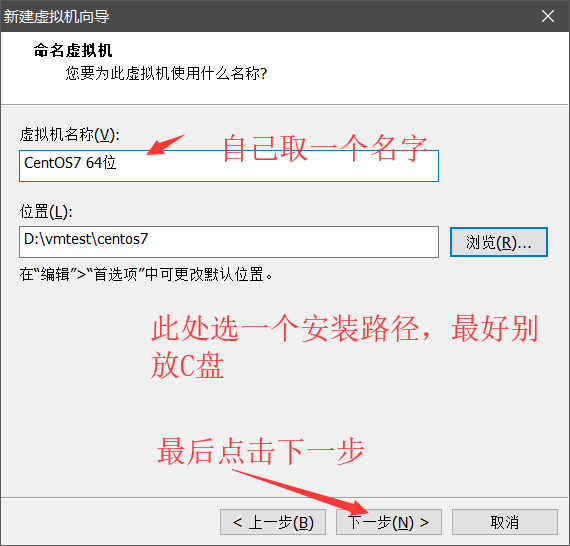 新建虚拟机向导
命名虚拟机
您要为此虚拟机使用什么名称?
虚拟机名称(V):
自己取一个名字
CentOS7 64位
位置(L):
D:\vmtest\centos7
浏览(R)...
在“编辑”>“首选项”中可更改默认位置。
此处选一个安装路径，最好别
放C盘
最后点击下一步
< 上一步(B)
下一步(N) >
取消